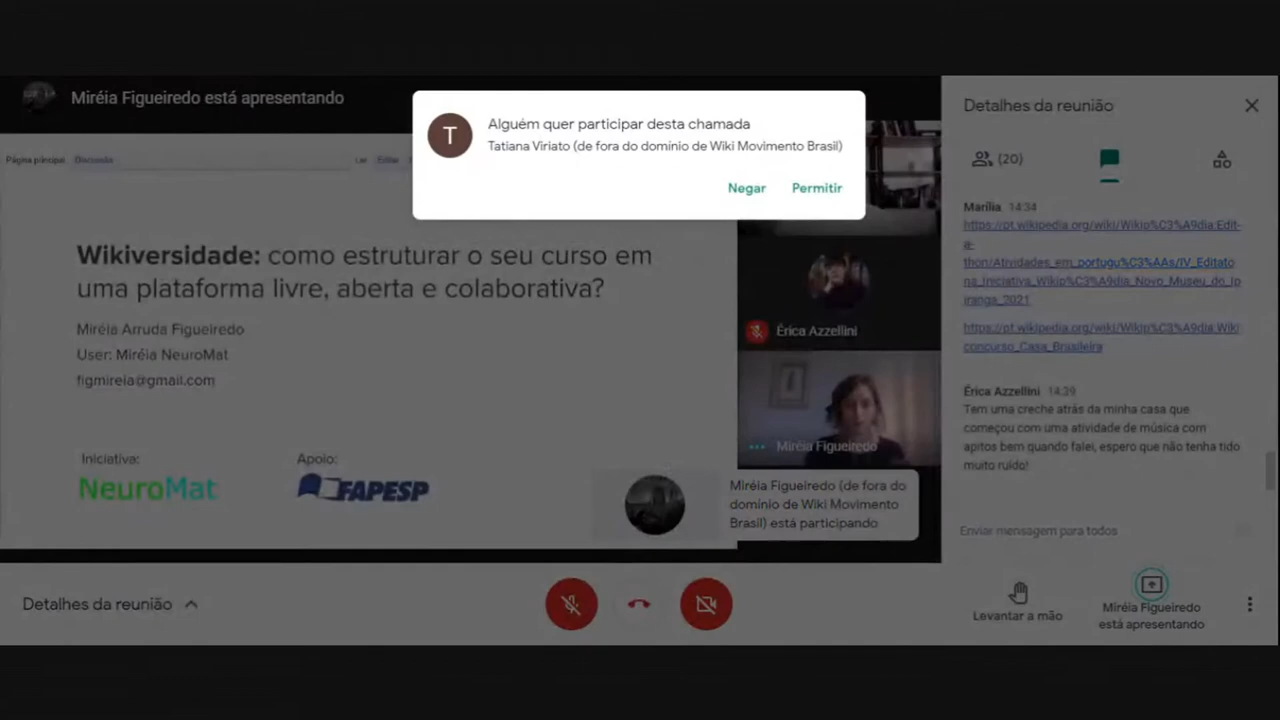 Miréia Figueiredo está apresentando
Alguém quer participar desta chamada
T
Tatiana Viriato (de fora do domínio de Wiki Movimento Brasil)
Negar
Permitir
Página principal
Discussão
Ler
Editar
Wikiversidade: como estruturar o seu curso em
uma plataforma livre, aberta e colaborativa?
Miréia Arruda Figueiredo
User: Miréia NeuroMat
figmireia@gmail.com
Iniciativa:
NeuroMat
Apoio:
FAPESP
Érica Azzellini
Miréia Figueiredo
Miréia Figueiredo (de fora do
domínio de Wiki Movimento
Brasil) está participando
Detalhes da reunião
(20)
Marília 14:34
https://pt.wikipedia.org/wiki/Wikip%C3%A9dia:Edit-
a-
thon/Atividades_em_portugu%C3%AAs/IV_Editato
na_Iniciativa_Wikip%C3%A9dia_Novo_Museu_do_Ip
iranga_2021
https://pt.wikipedia.org/wiki/Wikip%C3%A9dia:Wiki
concurso_Casa_Brasileira
Érica Azzellini 14:39
Tem uma creche atrás da minha casa que
começou com uma atividade de música com
apitos bem quando falei, espero que não tenha tido
muito ruído!
Enviar mensagem para todos
Detalhes da reunião
Levantar a mão
Miréia Figueiredo
está apresentando